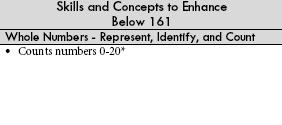 Skills and Concepts to Enhance
Below 161
Whole Numbers - Represent, Identify, and Count
• Counts numbers 0-20*